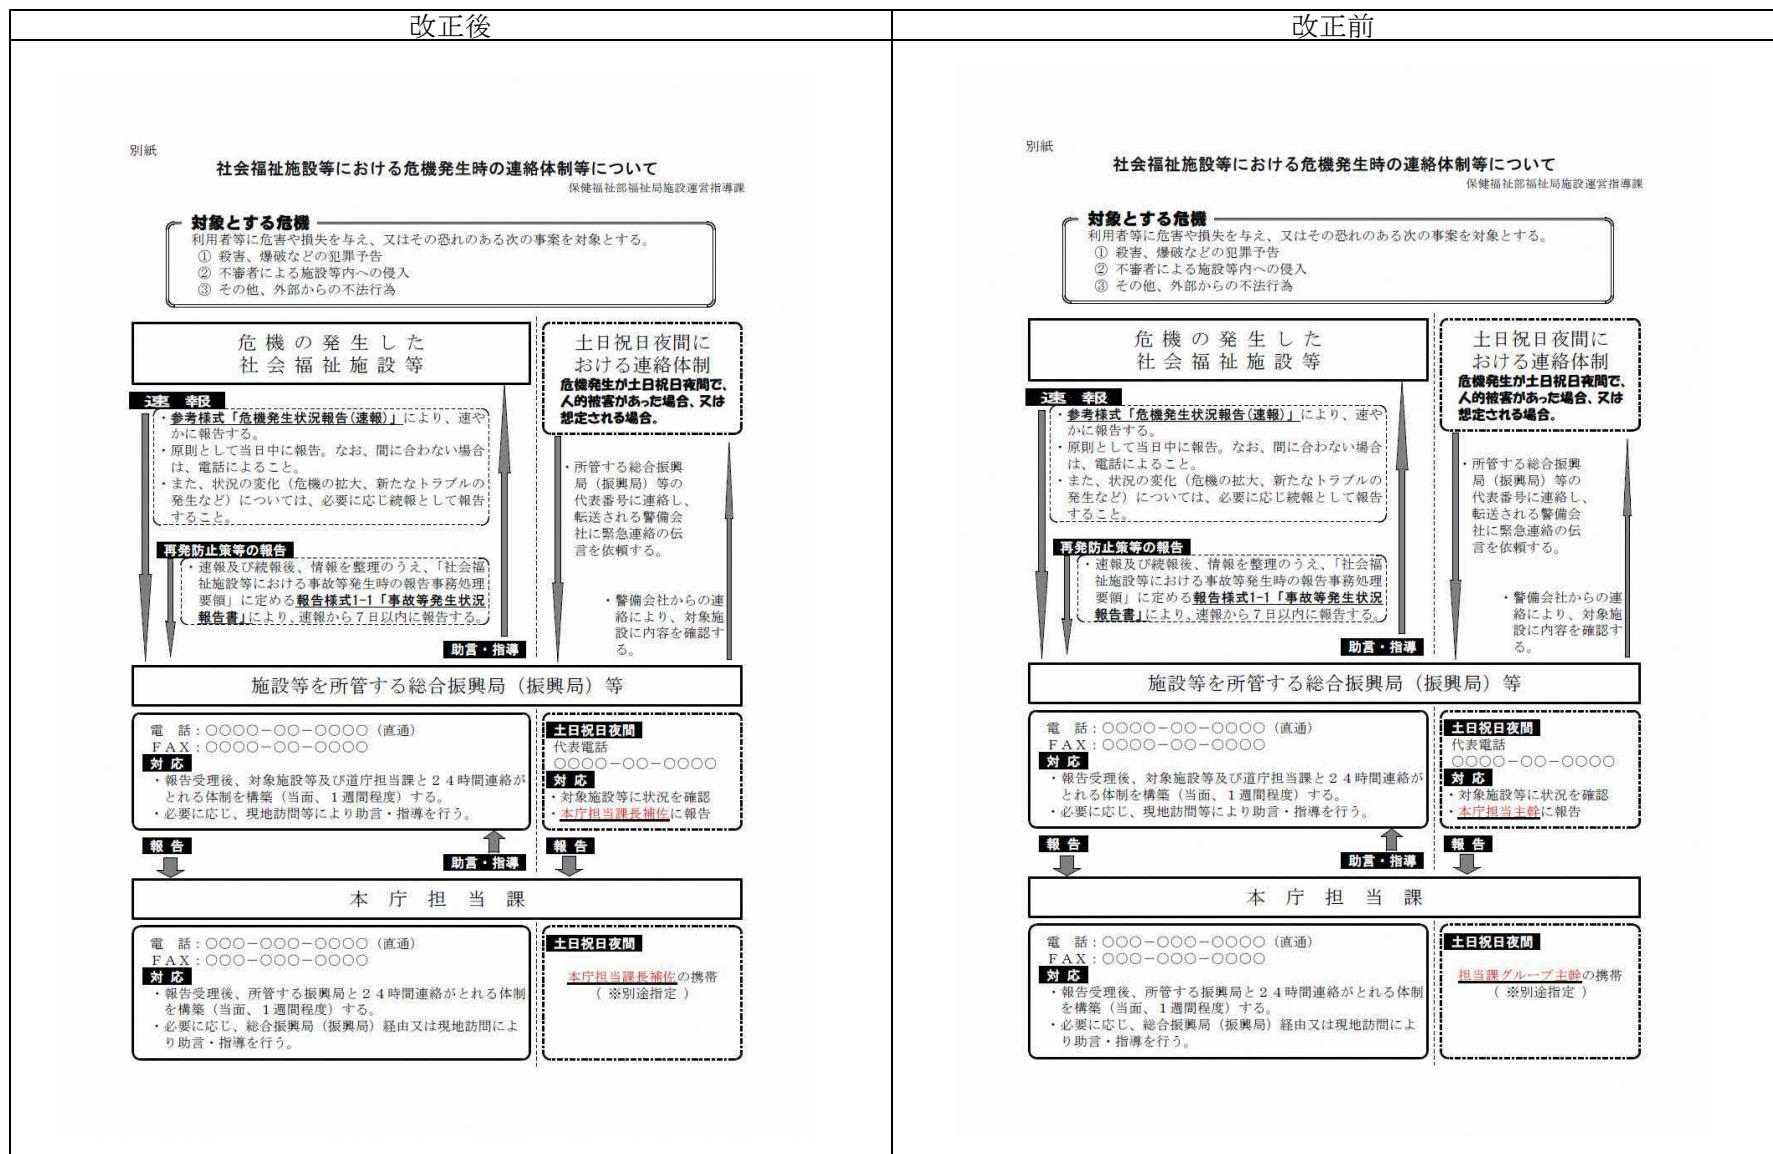 改正後
別紙
社会福祉施設等における危機発生時の連絡体制等について
保健福祉部福祉局施設運営指導課
対象とする危機
利用者等に危害や損失を与え、又はその恐れのある次の事案を対象とする。
① 殺害、爆破などの犯罪予告
② 不審者による施設等内への侵入
③ その他、外部からの不法行為
危機の発生した
社会福祉施設等
速報
・参考様式「危機発生状況報告(速報)」により、速や
かに報告する。
・原則として当日中に報告。なお、間に合わない場合
は、電話によること。
・また、状況の変化（危機の拡大、新たなトラブルの
発生など）については、必要に応じ続報として報告
すること。
再発防止策等の報告
・速報及び続報後、情報を整理のうえ、「社会福
祉施設等における事故等発生時の報告事務処理
要領」に定める報告様式1-1「事故等発生状況
報告書」により、速報から７日以内に報告する。
助言・指導
土日祝日夜間に
おける連絡体制
危機発生が土日祝日夜間で、
人的被害があった場合、又は
想定される場合。
・所管する総合振興
局（振興局）等の
代表番号に連絡し、
転送される警備会
社に緊急連絡の伝
言を依頼する。
・警備会社からの連
絡により、対象施
設に内容を確認す
る。
施設等を所管する総合振興局（振興局）等
電　話：○○○○－○○－○○○○（直通）
ＦＡＸ：○○○○－○○－○○○○
対応
・報告受理後、対象施設等及び道庁担当課と２４時間連絡が
とれる体制を構築（当面、１週間程度）する。
・必要に応じ、現地訪問等により助言・指導を行う。
土日祝日夜間
代表電話
○○○○－○○－○○○○
対応
・対象施設等に状況を確認
・本庁担当課長補佐に報告
報告
助言・指導
報告
本庁担当課
電　話：○○○－○○○－○○○○（直通）
ＦＡＸ：○○○－○○○－○○○○
対応
・報告受理後、所管する振興局と２４時間連絡がとれる体制
を構築（当面、１週間程度）する。
・必要に応じ、総合振興局（振興局）経由又は現地訪問によ
り助言・指導を行う。
土日祝日夜間
本庁担当課長補佐の携帯
（ ※別途指定 ）
改正前
別紙
社会福祉施設等における危機発生時の連絡体制等について
保健福祉部福祉局施設運営指導課
対象とする危機
利用者等に危害や損失を与え、又はその恐れのある次の事案を対象とする。
① 殺害、爆破などの犯罪予告
② 不審者による施設等内への侵入
③ その他、外部からの不法行為
危機の発生した
社会福祉施設等
速報
・参考様式「危機発生状況報告(速報)」により、速や
かに報告する。
・原則として当日中に報告。なお、間に合わない場合
は、電話によること。
・また、状況の変化（危機の拡大、新たなトラブルの
発生など）については、必要に応じ続報として報告
すること。
再発防止策等の報告
・速報及び続報後、情報を整理のうえ、「社会福
祉施設等における事故等発生時の報告事務処理
要領」に定める報告様式1-1「事故等発生状況
報告書」により、速報から７日以内に報告する。
助言・指導
土日祝日夜間に
おける連絡体制
危機発生が土日祝日夜間で、
人的被害があった場合、又は
想定される場合。
・所管する総合振興
局（振興局）等の
代表番号に連絡し、
転送される警備会
社に緊急連絡の伝
言を依頼する。
・警備会社からの連
絡により、対象施
設に内容を確認す
る。
施設等を所管する総合振興局（振興局）等
電　話：○○○○－○○－○○○○（直通）
ＦＡＸ：○○○○－○○－○○○○
対応
・報告受理後、対象施設等及び道庁担当課と２４時間連絡が
とれる体制を構築（当面、１週間程度）する。
・必要に応じ、現地訪問等により助言・指導を行う。
土日祝日夜間
代表電話
○○○○－○○－○○○○
対応
・対象施設等に状況を確認
・本庁担当主幹に報告
報告
助言・指導
報告
本庁担当課
電　話：○○○－○○○－○○○○（直通）
ＦＡＸ：○○○－○○○－○○○○
対応
・報告受理後、所管する振興局と２４時間連絡がとれる体制
を構築（当面、１週間程度）する。
・必要に応じ、総合振興局（振興局）経由又は現地訪問によ
り助言・指導を行う。
土日祝日夜間
担当課グループ主幹の携帯
（ ※別途指定 ）